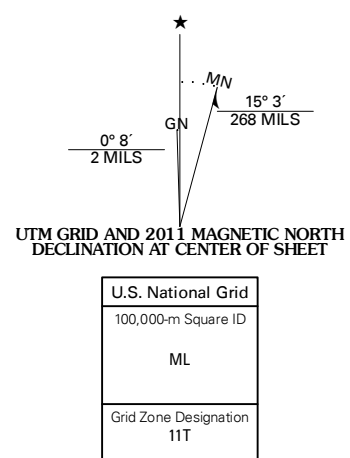 MN
15° 3´
268 MILS
GN
0° 8´
2 MILS
UTM GRID AND 2011 MAGNETIC NORTH
DECLINATION AT CENTER OF SHEET
U.S. National Grid
100,000-m Square ID
ML
Grid Zone Designation
11T